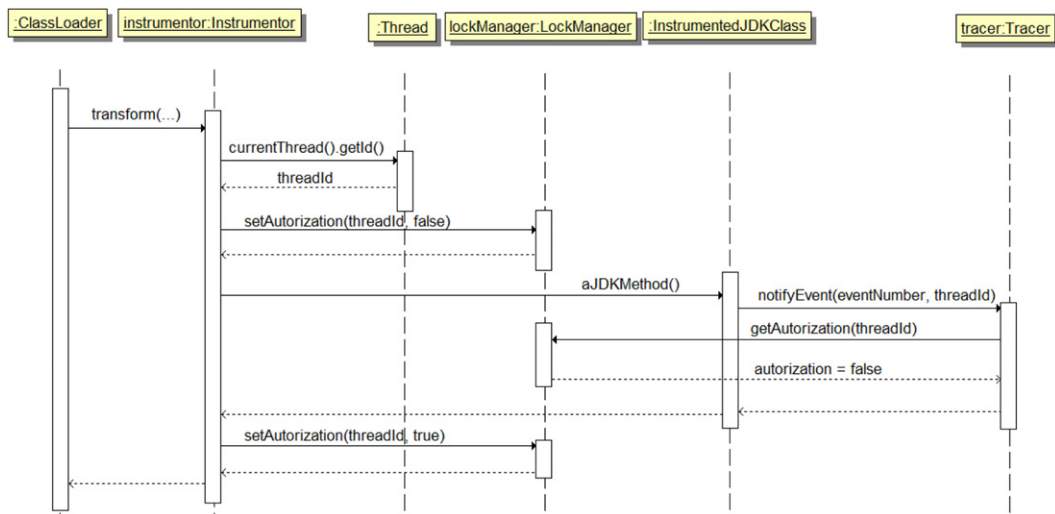 :ClassLoader
instrumentor:Instrumentor
:Thread
lockManager:LockManager
:InstrumentedJDKClass
tracer:Tracer
transform(...)
currentThread().getId()
threadId
setAutorization(threadId, false)
aJDKMethod()
notifyEvent(eventNumber, threadId)
getAutorization(threadId)
autorization = false
setAutorization(threadId, true)